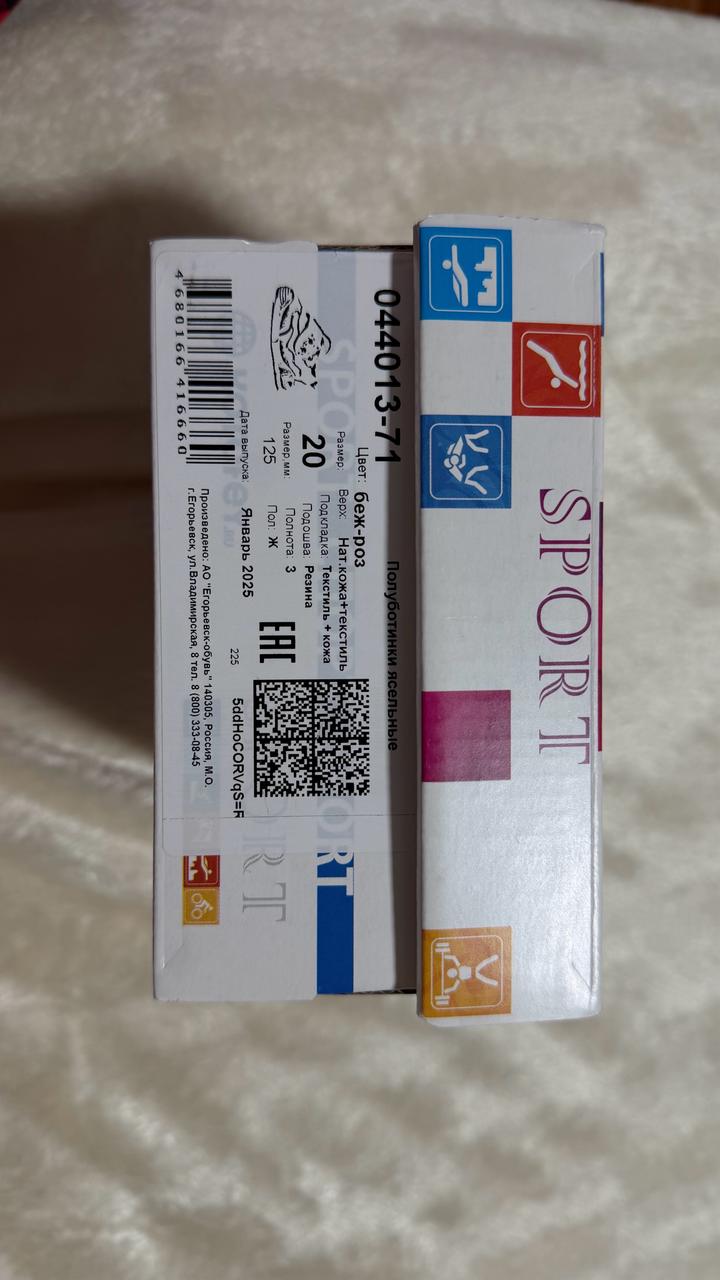 SPORT
Полуботинки ясельные
044013-71
Цвет: беж-роз
Размер: 20
Размер,мм: 125
Верх: Нат.кожа+текстиль
Подкладка: Текстиль + кожа
Подошва: Резина
Полнота: 3
Пол: Ж
EAC
Дата выпуска: Январь 2025
225
5ddHoCORVqS=F
Произведено: АО "Егорьевск-обувь" 140305, Россия, М.О.
г.Егорьевск, ул.Владимирская, 8 тел. 8 (800) 333-08-45
4 680166 416660